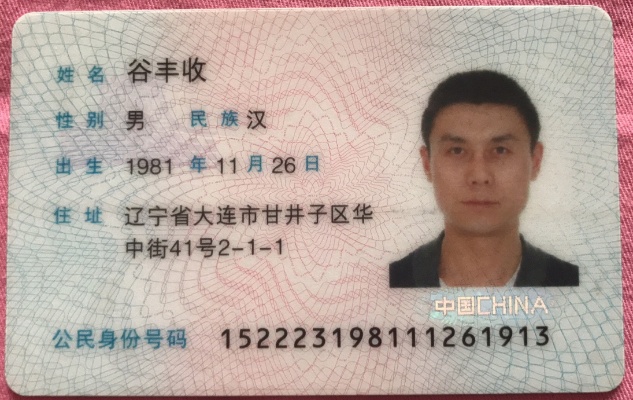 姓名 谷丰收
性别 男 民族 汉
出生 1981 年 11 月 26 日
住址 辽宁省大连市甘井子区华
中街41号2-1-1
中国CHINA
公民身份号码 152223198111261913